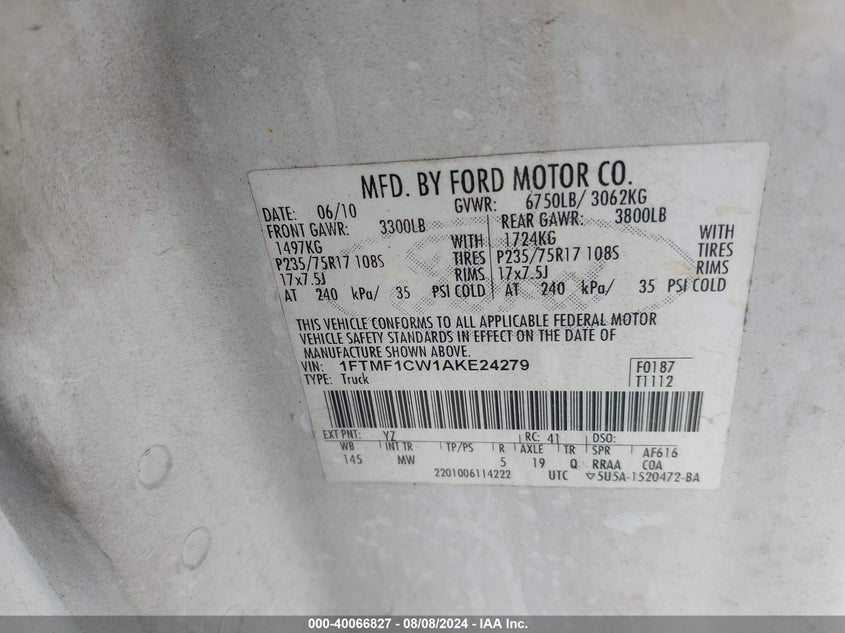 MFD. BY FORD MOTOR CO.
DATE: 06/10 GVWR: 6750LB/ 3062KG
FRONT GAWR: 3300LB REAR GAWR: 3800LB
1497KG WITH 1724KG WITH
P235/75R17 108S TIRES P235/75R17 108S TIRES
17x7.5J RIMS 17x7.5J RIMS
AT 240 kPa/ 35 PSI COLD AT 240 kPa/ 35 PSI COLD
THIS VEHICLE CONFORMS TO ALL APPLICABLE FEDERAL MOTOR
VEHICLE SAFETY STANDARDS IN EFFECT ON THE DATE OF
MANUFACTURE SHOWN ABOVE.
VIN: 1FTMF1CW1AKE24279 F0187
TYPE: Truck T1112
EXT PNT: YZ RC: 41 DSO:
WB INT TR TP/PS R AXLE TR SPR AF616
145 MW 5 19 Q RRAA COA
2201006114222 UTC ▽5U5A-1520472-BA
000-40066827 - 08/08/2024 - IAA Inc.